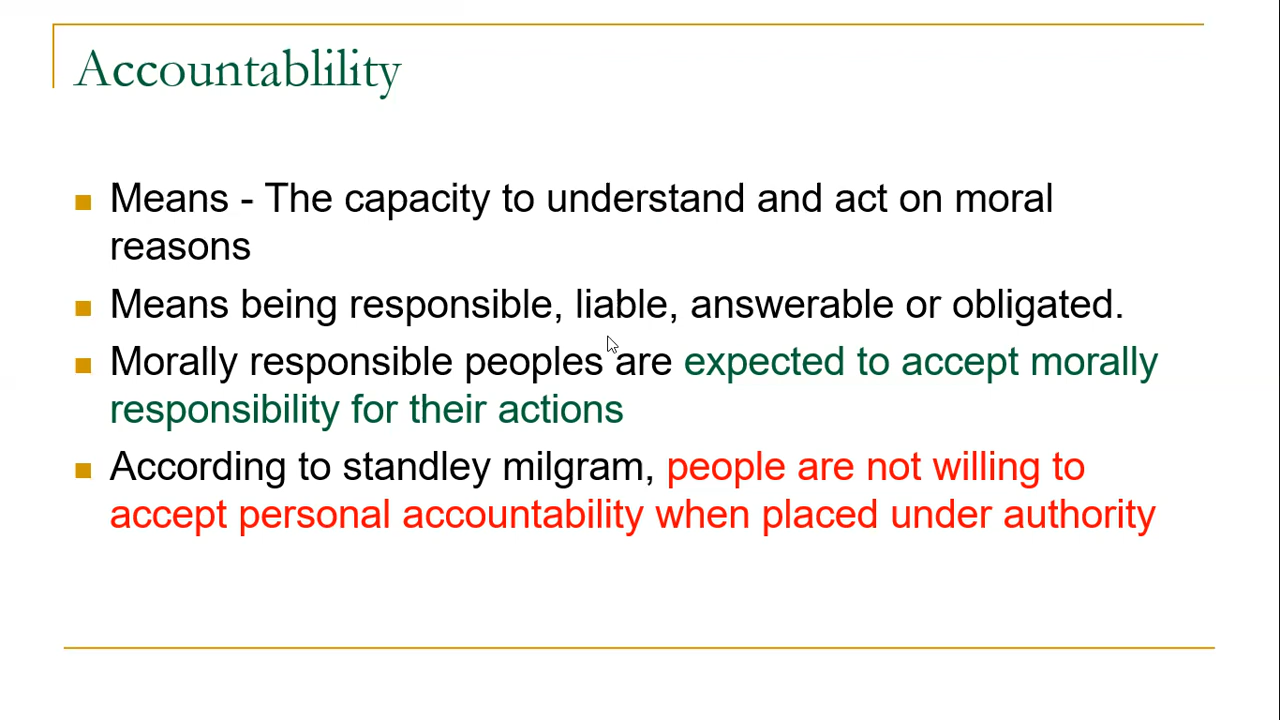 Accountablility
Means - The capacity to understand and act on moral
reasons
Means being responsible, liable, answerable or obligated.
Morally responsible peoples are expected to accept morally
responsibility for their actions
According to standley milgram, people are not willing to
accept personal accountability when placed under authority